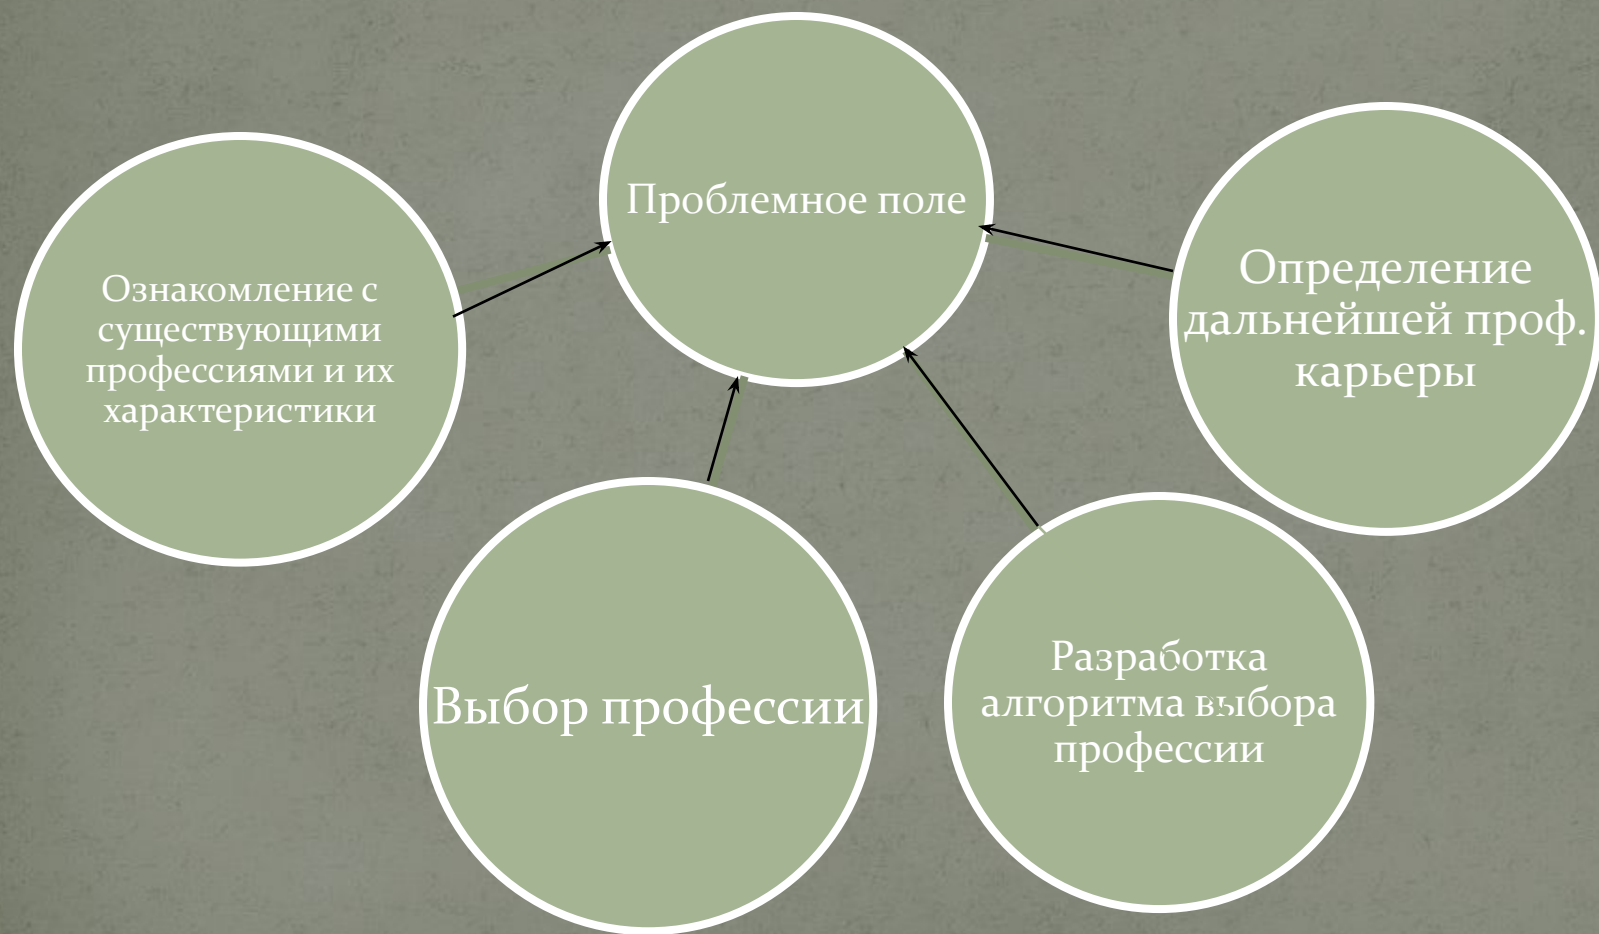 Проблемное поле
Ознакомление с
существующими
профессиями и их
характеристики
Определение
дальнейшей проф.
карьеры
Выбор профессии
Разработка
алгоритма выбора
профессии